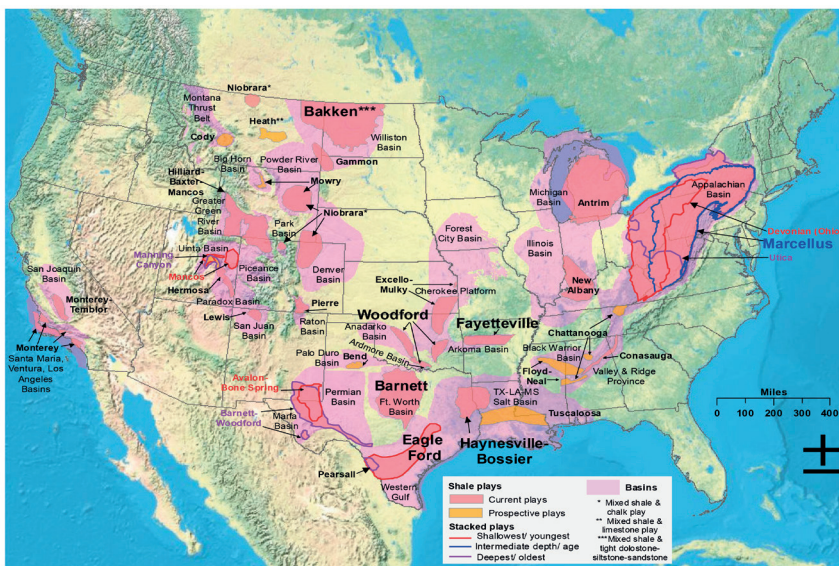 Niobrara*
Montana
Thrust
Belt
Bakken***
Heath**
Cody
Williston
Basin
Big Horn
Basin
Powder River
Basin
Gammon
Hilliard-
Baxter-
Mancos
Mowry
Greater
Green
River
Basin
Park
Basin
Niobrara*
Michigan
Basin
Antrim
Appalachian
Basin
Devonian (Ohio
Marcellus
Utica
Forest
City Basin
Illinois
Basin
Uinta Basin
Manning
Canyon
Mancos
Piceance
Basin
Denver
Basin
San Joaquin
Basin
Hermosa
Monterey-
Temblor
Paradox Basin
Lewis
San Juan
Basin
Pierre
Raton
Basin
Excello-
Mulky
Cherokee Platform
New
Albany
Woodford
Fayetteville
Chattanooga
Anadarko
Basin
Ardmore Basin
Arkoma Basin
Black Warrior
Basin
Conasauga
Monterey
Santa Maria,
Ventura, Los
Angeles
Basins
Palo Duro
Basin
Bend
Floyd-
Neal
Valley & Ridge
Province
Avalon-
Bone Spring
Permian
Basin
Barnett
Ft. Worth
Basin
TX-LA-MS
Salt Basin
Tuscaloosa
Barnett-
Woodford
Marfa
Basin
Eagle
Ford
Haynesville-
Bossier
Pearsall
Western
Gulf
Miles
0 100 200 300 400
Shale plays
Current plays
Prospective plays
Stacked plays
Shallowest/ youngest
Intermediate depth/ age
Deepest/ oldest
Basins
* Mixed shale &
chalk play
** Mixed shale &
limestone play
***Mixed shale &
tight dolostone-
siltstone-sandstone